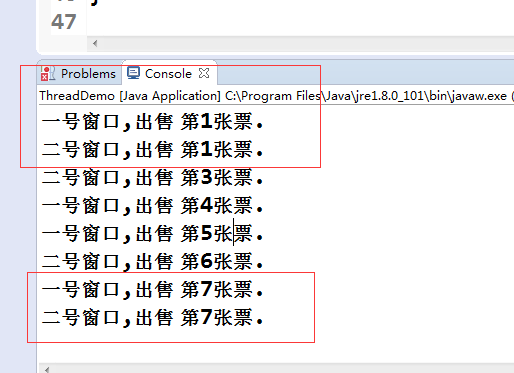 47
Problems Console
ThreadDemo [Java Application] C:\Program Files\Java\jre1.8.0_101\bin\javaw.exe (
一号窗口,出售 第1张票.
二号窗口,出售 第1张票.
二号窗口,出售 第3张票.
一号窗口,出售 第4张票.
一号窗口,出售 第5张票.
二号窗口,出售 第6张票.
一号窗口,出售 第7张票.
二号窗口,出售 第7张票.